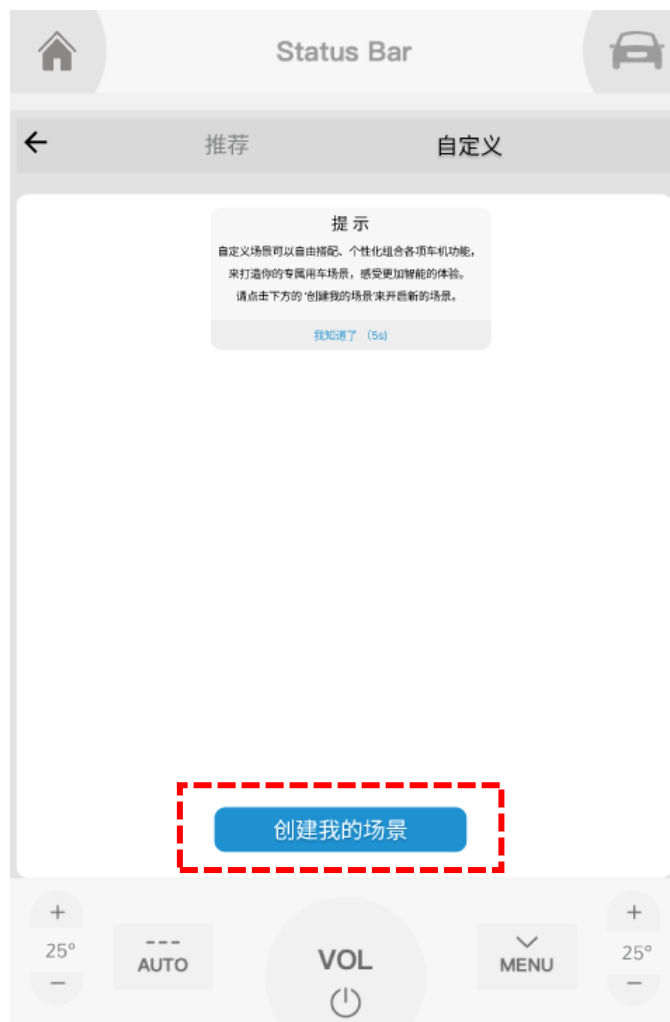 Status Bar
推荐
自定义
提 示
自定义场景可以自由搭配、个性化组合各项车机功能,
来打造你的专属用车场景，感受更加智能的体验。
请点击下方的‘创建我的场景’来开启新的场景。
我知道了 （5s)
创建我的场景
+
25°
−
--- 
AUTO
VOL
MENU
+
25°
−